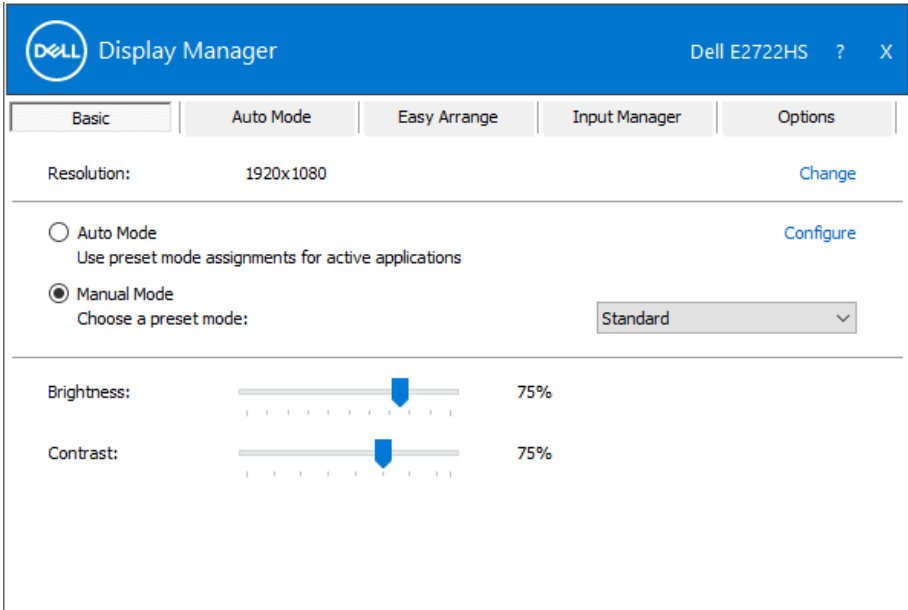 DELL Display Manager Dell E2722HS ? X
Basic Auto Mode Easy Arrange Input Manager Options
Resolution: 1920x1080 Change
Auto Mode Configure
Use preset mode assignments for active applications
Manual Mode
Choose a preset mode: Standard
Brightness: 75%
Contrast: 75%